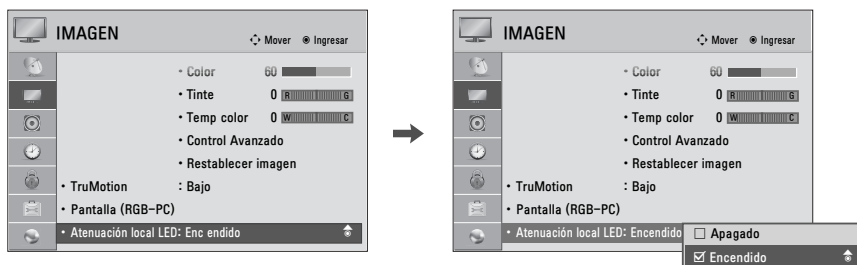 IMAGEN
Mover Ingresar
- Color 60
• Tinte 0 R G
• Temp color 0 W C
• Control Avanzado
• Restablecer imagen
• TruMotion : Bajo
• Pantalla (RGB-PC)
• Atenuación local LED: Enc endido
IMAGEN
Mover Ingresar
- Color 60
• Tinte 0 R G
• Temp color 0 W C
• Control Avanzado
• Restablecer imagen
• TruMotion : Bajo
• Pantalla (RGB-PC)
• Atenuación local LED: Encendido
Apagado
Encendido